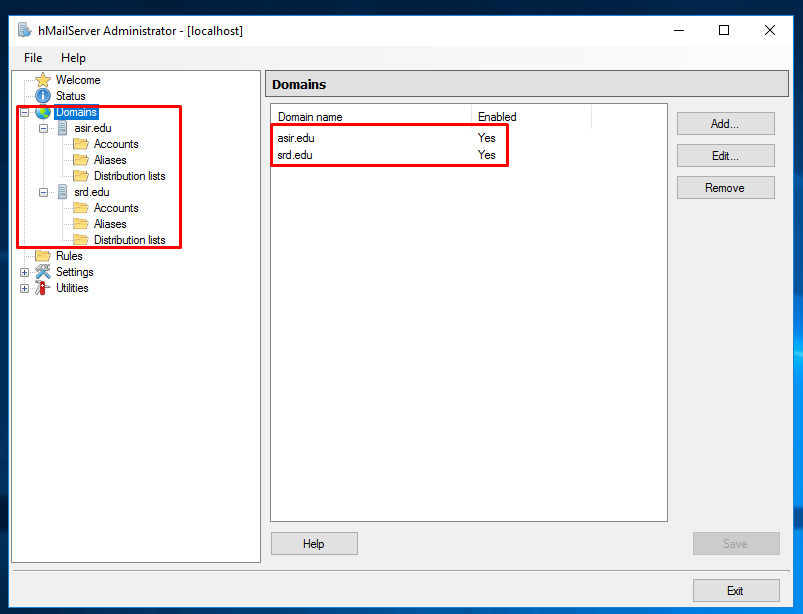 hMailServer Administrator - [localhost]
File Help
Welcome
Status
Domains
asir.edu
Accounts
Aliases
Distribution lists
srd.edu
Accounts
Aliases
Distribution lists
Rules
Settings
Utilities
Domains
Domain name Enabled
asir.edu Yes
srd.edu Yes
Add...
Edit...
Remove
Help
Save
Exit